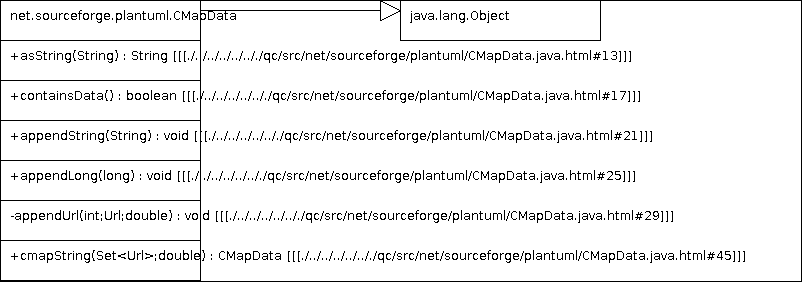 net.sourceforge.plantuml.CMapData
java.lang.Object
+asString(String) : String [[[./../../../../../../qc/src/net/sourceforge/plantuml/CMapData.java.html#13]]]
+containsData() : boolean [[[./../../../../../../qc/src/net/sourceforge/plantuml/CMapData.java.html#17]]]
+appendString(String) : void [[[./../../../../../../qc/src/net/sourceforge/plantuml/CMapData.java.html#21]]]
+appendLong(long) : void [[[./../../../../../../qc/src/net/sourceforge/plantuml/CMapData.java.html#25]]]
-appendUrl(int;Url;double) : void [[[./../../../../../../qc/src/net/sourceforge/plantuml/CMapData.java.html#29]]]
+cmapString(Set<Url>;double) : CMapData [[[./../../../../../../qc/src/net/sourceforge/plantuml/CMapData.java.html#45]]]